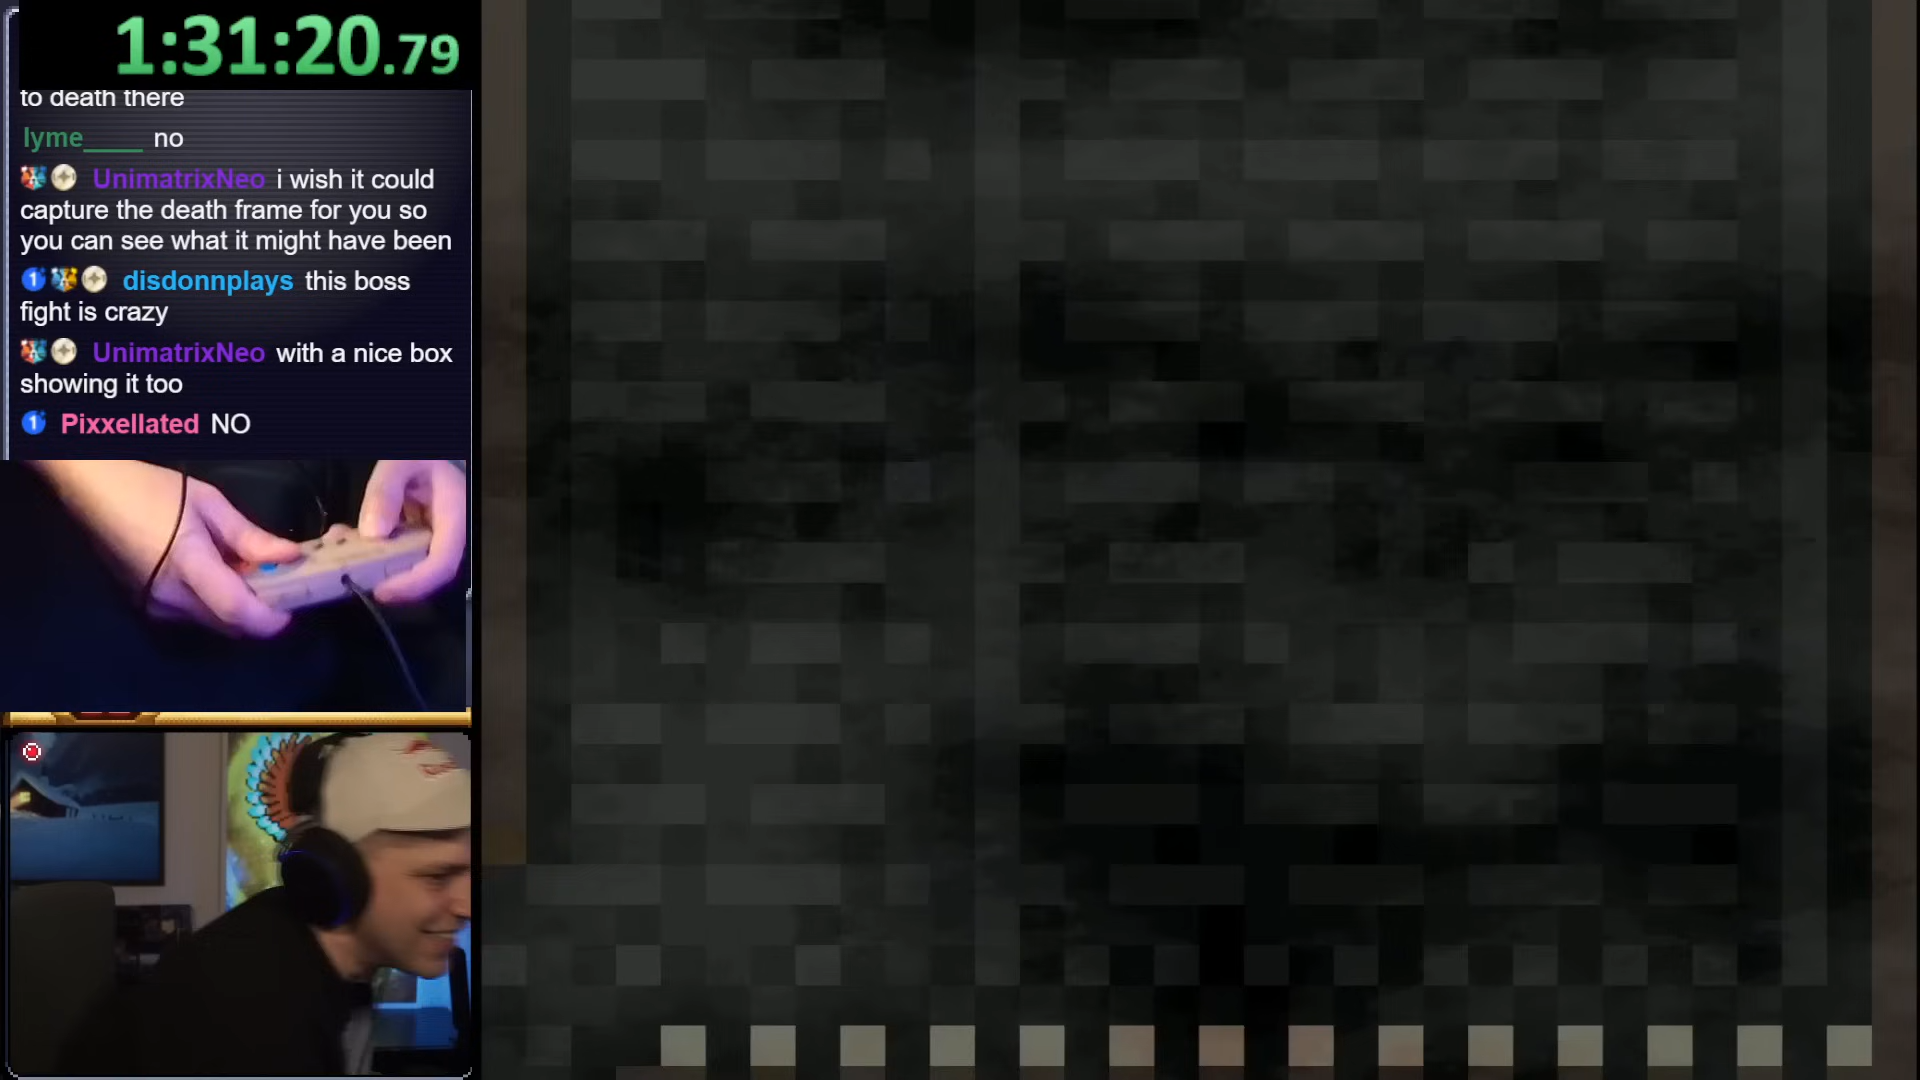 1:31:20.79
to death there
lyme____ no
UnimatrixNeo i wish it could
capture the death frame for you so
you can see what it might have been
disdonnplays this boss
fight is crazy
UnimatrixNeo with a nice box
showing it too
Pixxellated NO